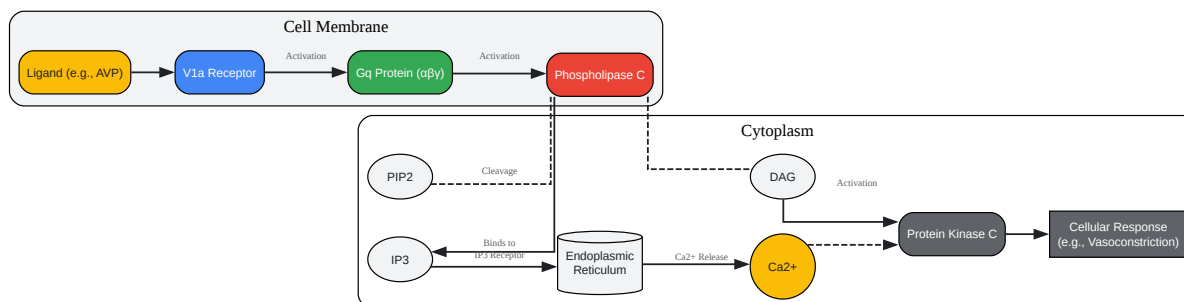 Cell Membrane
Ligand (e.g., AVP)
Activation
V1a Receptor
Gq Protein (αβγ)
Activation
Phospholipase C
Cytoplasm
PIP2
Cleavage
DAG
Activation
Protein Kinase C
Cellular Response
(e.g., Vasoconstriction)
IP3
Binds to
IP3 Receptor
Endoplasmic
Reticulum
Ca2+ Release
Ca2+